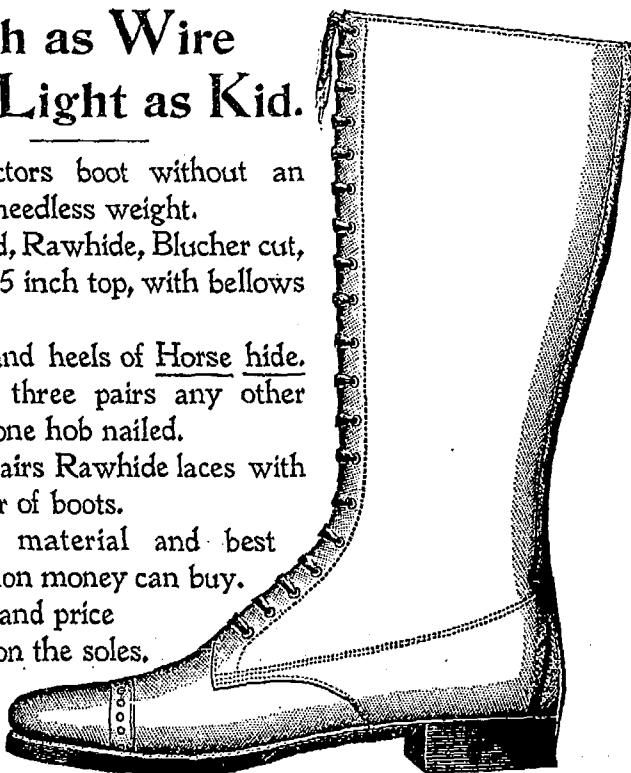 h as Wire
Light as Kid.
ctors boot without an
needless weight.
d, Rawhide, Blucher cut,
5 inch top, with bellows
and heels of Horse hide.
three pairs any other
one hob nailed.
airs Rawhide laces with
r of boots.
material and best
ion money can buy.
and price
on the soles.